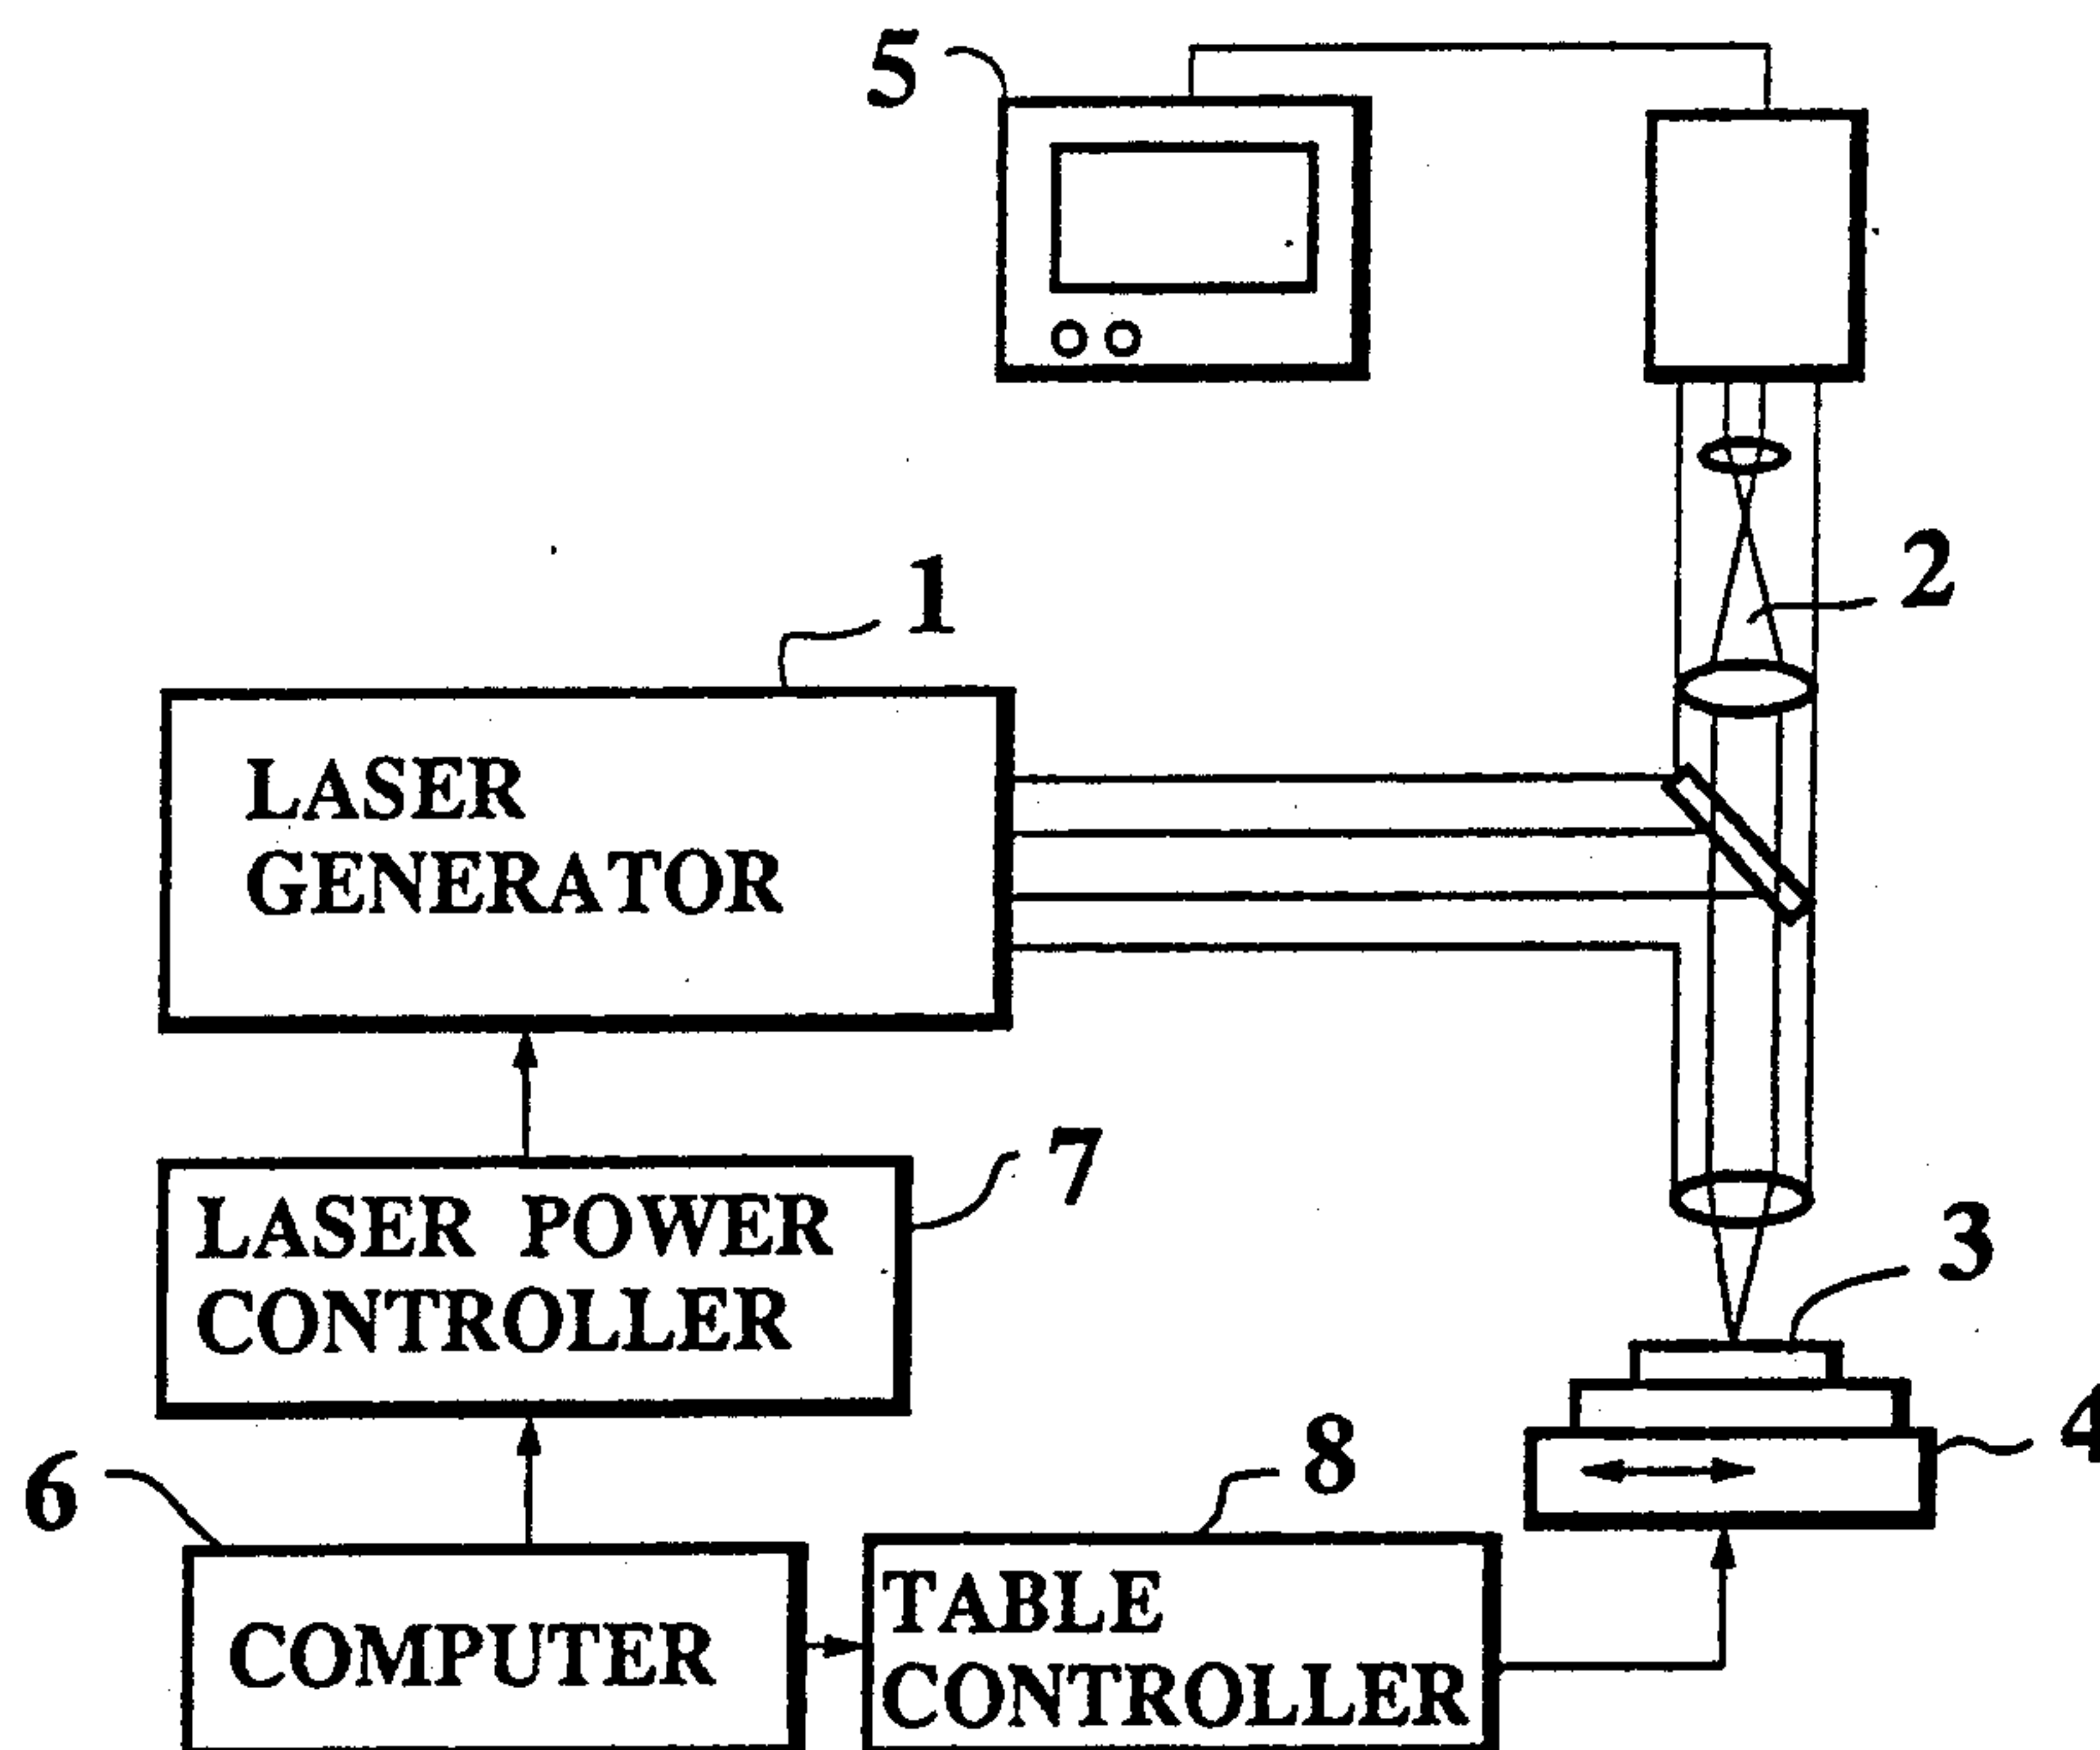 5
2
1
LASER
GENERATOR
7
LASER POWER
CONTROLLER
3
4
6
8
COMPUTER
TABLE
CONTROLLER